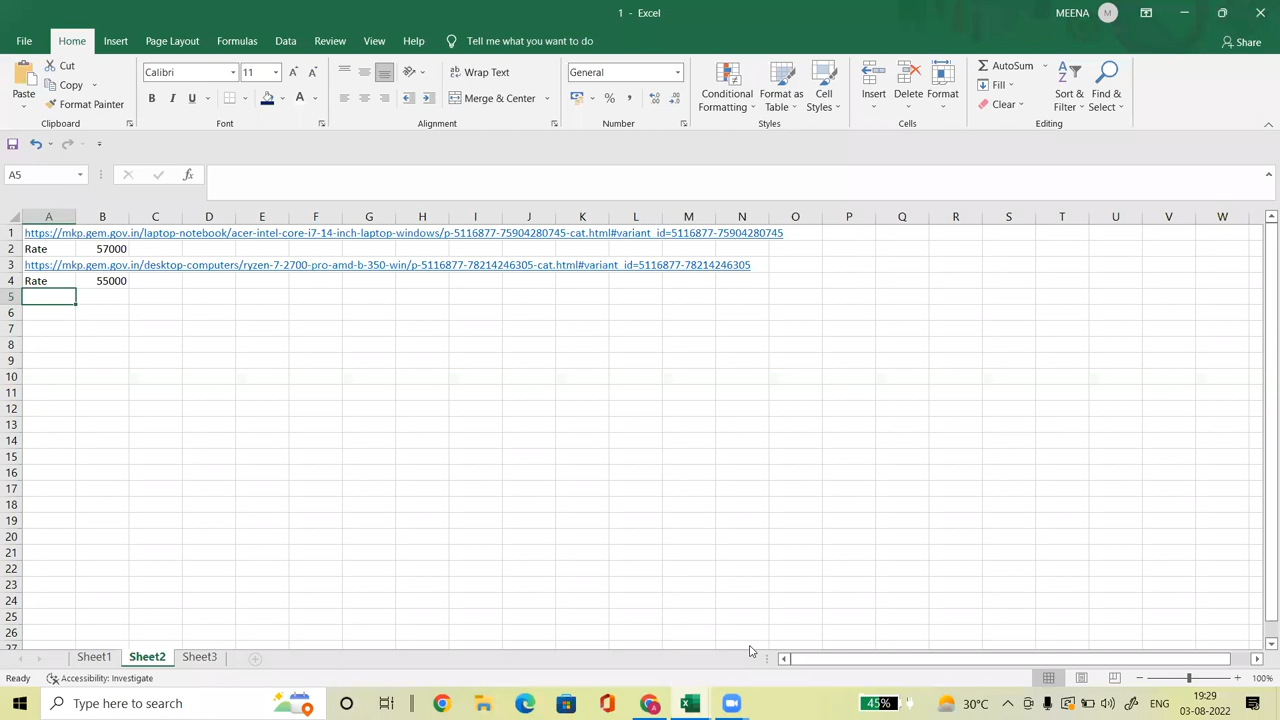 1 - Excel
MEENA M
File Home Insert Page Layout Formulas Data Review View Help Tell me what you want to do Share
Paste Cut Copy Format Painter Clipboard
Calibri 11 B I U A Font
Wrap Text Merge & Center Alignment
General % Number
Conditional Formatting Format as Table Cell Styles Styles
Insert Delete Format Cells
AutoSum Fill Clear Sort & Filter Find & Select Editing
A5 fx
A B C D E F G H I J K L M N O P Q R S T U V W
1 https://mkp.gem.gov.in/laptop-notebook/acer-intel-core-i7-14-inch-laptop-windows/p-5116877-75904280745-cat.html#variant_id=5116877-75904280745
2 Rate 57000
3 https://mkp.gem.gov.in/desktop-computers/ryzen-7-2700-pro-amd-b-350-win/p-5116877-78214246305-cat.html#variant_id=5116877-78214246305
4 Rate 55000
5
6
7
8
9
10
11
12
13
14
15
16
17
18
19
20
21
22
23
24
25
26
27
Sheet1 Sheet2 Sheet3
Accessibility: Investigate 100%
Type here to search 45% 30°C ENG 19:29
03-08-2022